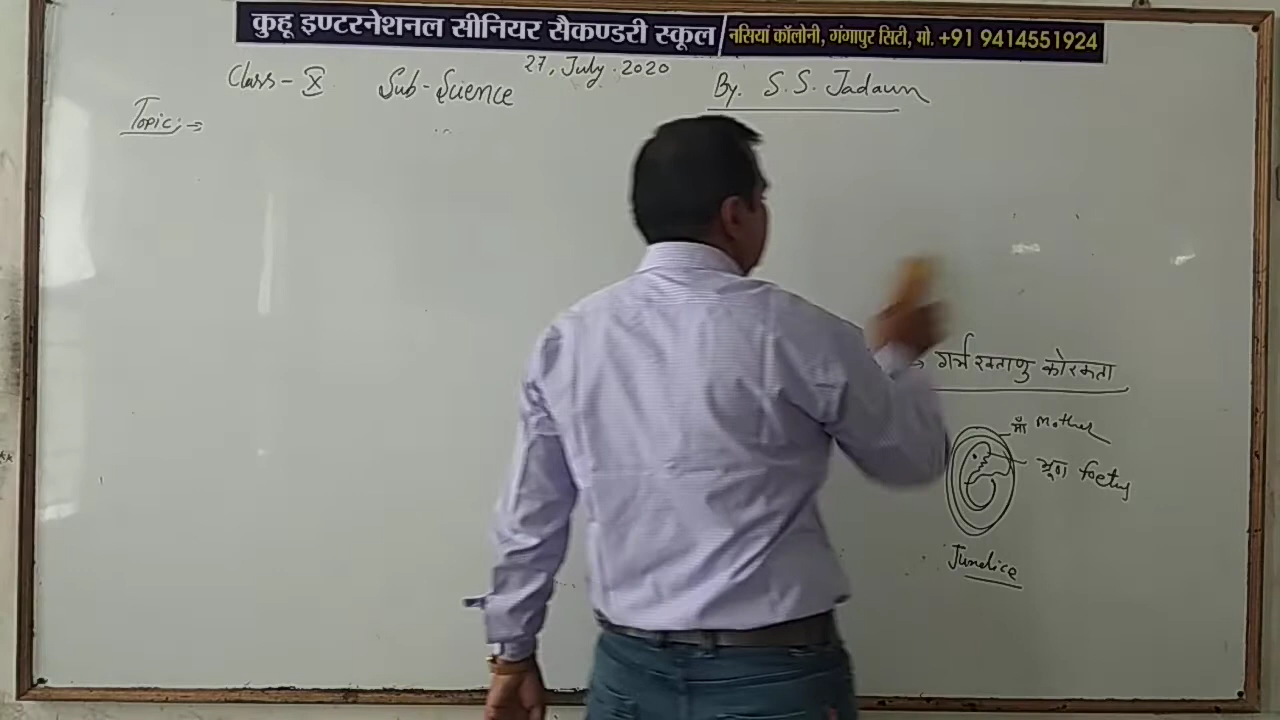 कुहू इण्टरनेशनल सीनियर सैकण्डरी स्कूल नसियां कॉलोनी, गंगापुर सिटी, मो. +91 9414551924
27, July. 2020
Class - X Sub - Science By. S. S. Jadaun
Topic :->
गर्भ रक्ताणु कोरकता
माँ Mother
भ्रूण foetus
Jundice